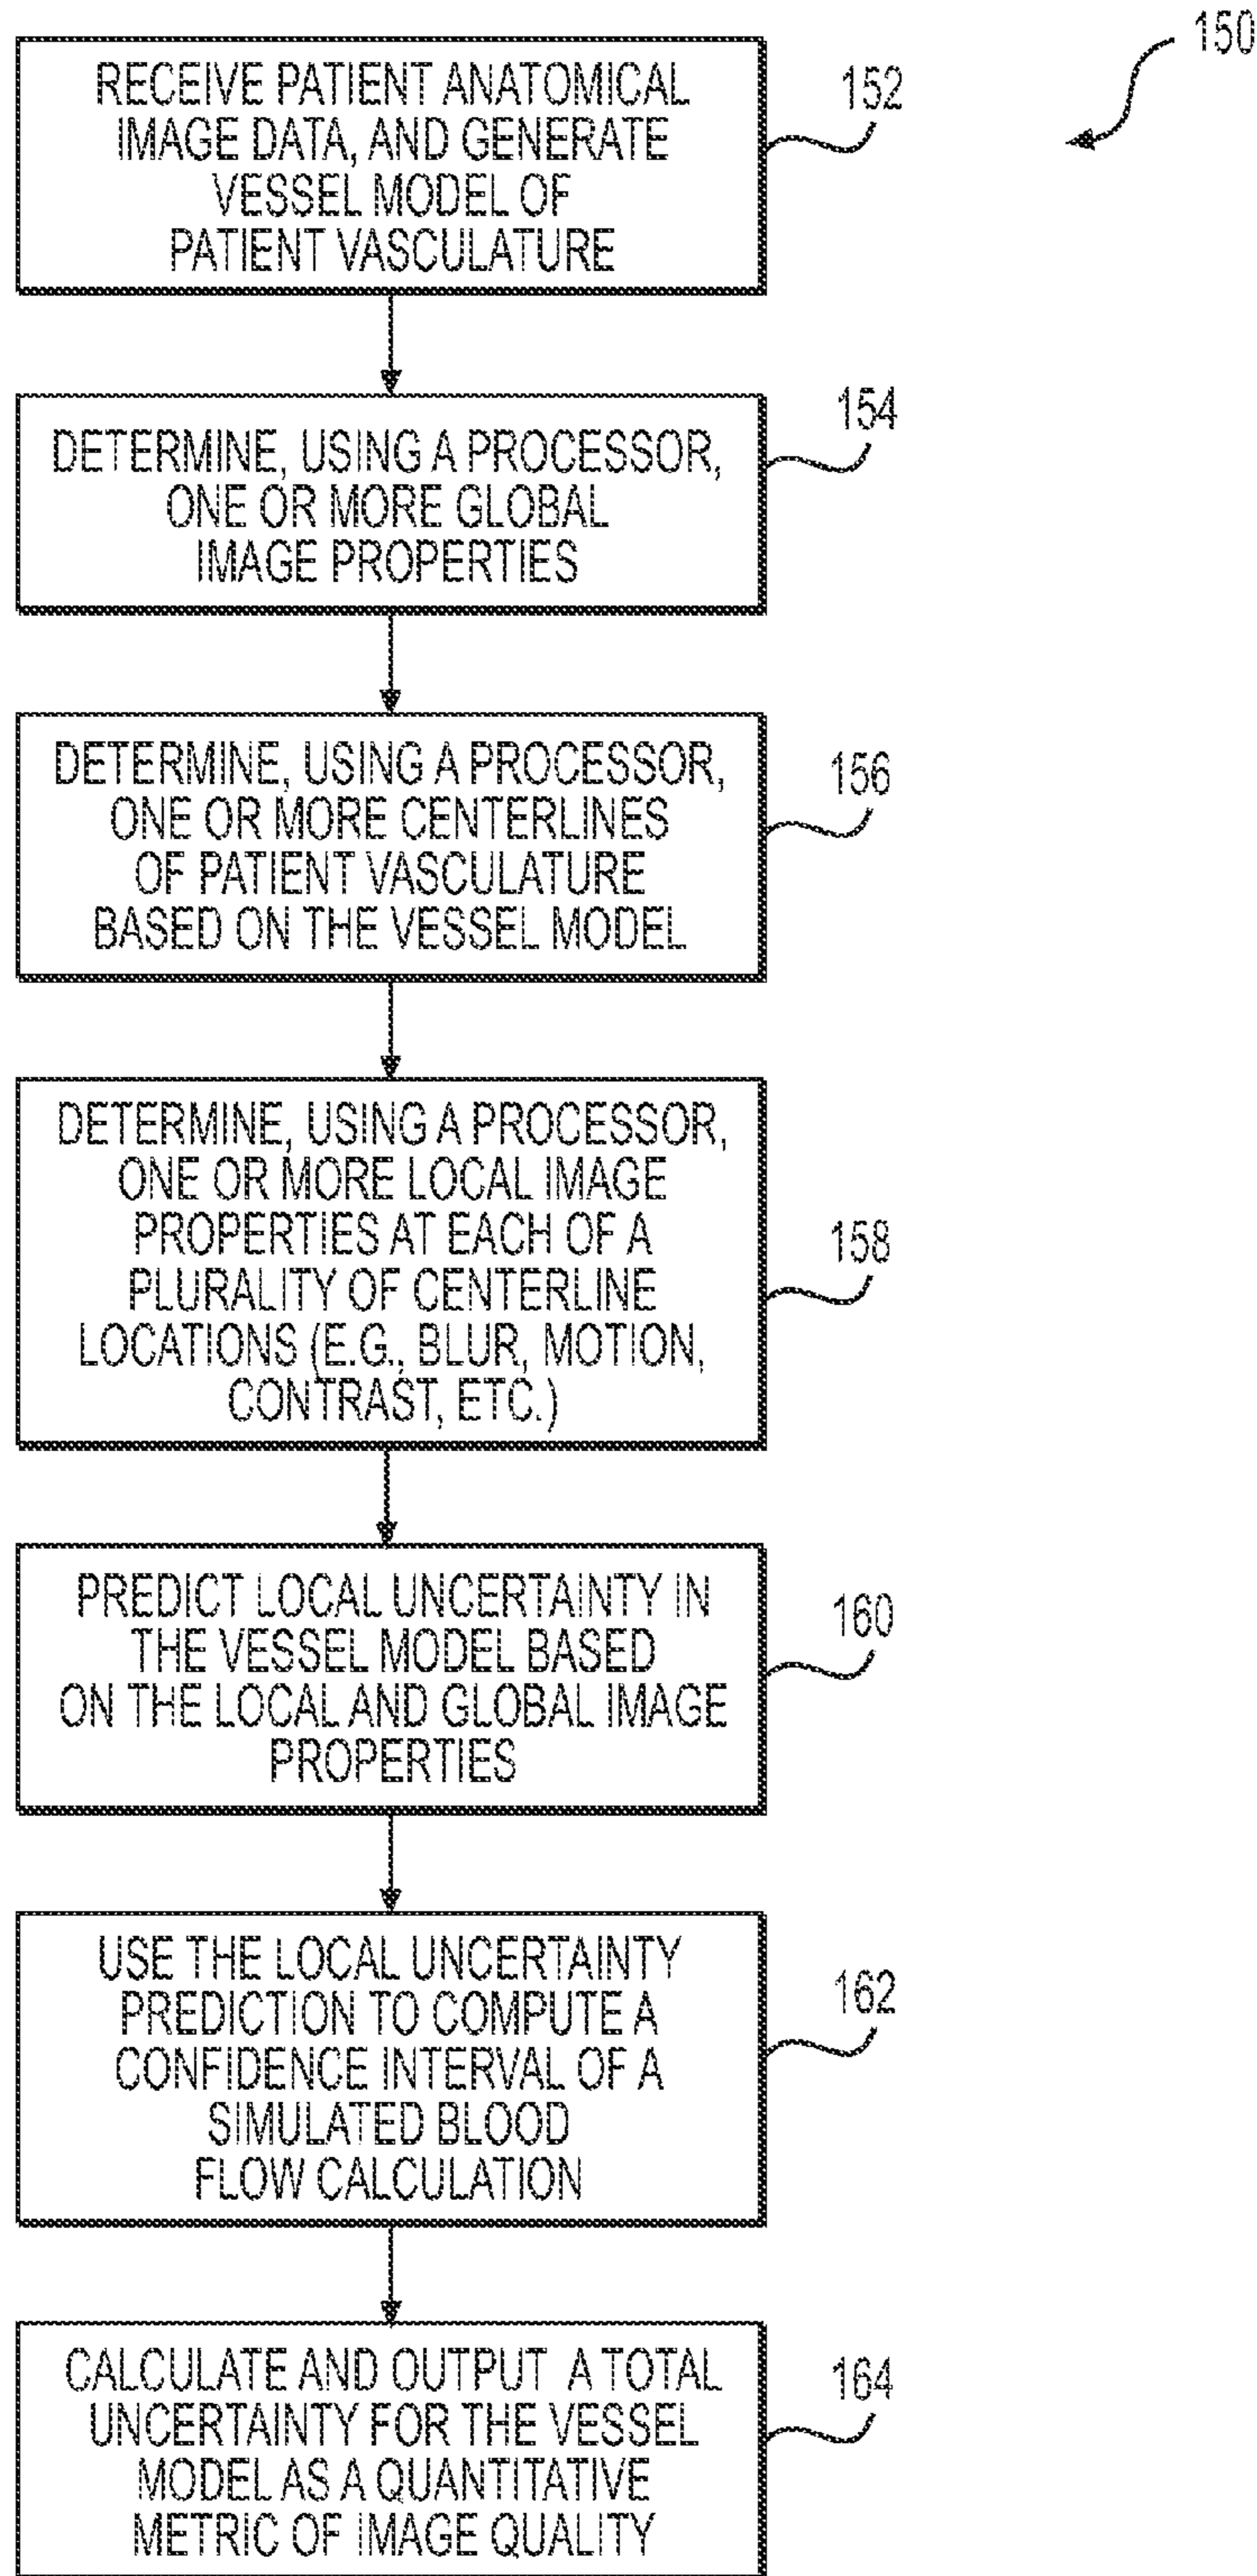 150
RECEIVE PATIENT ANATOMICAL
IMAGE DATA, AND GENERATE
VESSEL MODEL OF
PATIENT VASCULATURE
152
DETERMINE, USING A PROCESSOR,
ONE OR MORE GLOBAL
IMAGE PROPERTIES
154
DETERMINE, USING A PROCESSOR,
ONE OR MORE CENTERLINES
OF PATIENT VASCULATURE
BASED ON THE VESSEL MODEL
156
DETERMINE, USING A PROCESSOR,
ONE OR MORE LOCAL IMAGE
PROPERTIES AT EACH OF A
PLURALITY OF CENTERLINE
LOCATIONS (E.G., BLUR, MOTION,
CONTRAST, ETC.)
158
PREDICT LOCAL UNCERTAINTY IN
THE VESSEL MODEL BASED
ON THE LOCAL AND GLOBAL IMAGE
PROPERTIES
160
USE THE LOCAL UNCERTAINTY
PREDICTION TO COMPUTE A
CONFIDENCE INTERVAL OF A
SIMULATED BLOOD
FLOW CALCULATION
162
CALCULATE AND OUTPUT A TOTAL
UNCERTAINTY FOR THE VESSEL
MODEL AS A QUANTITATIVE
METRIC OF IMAGE QUALITY
164